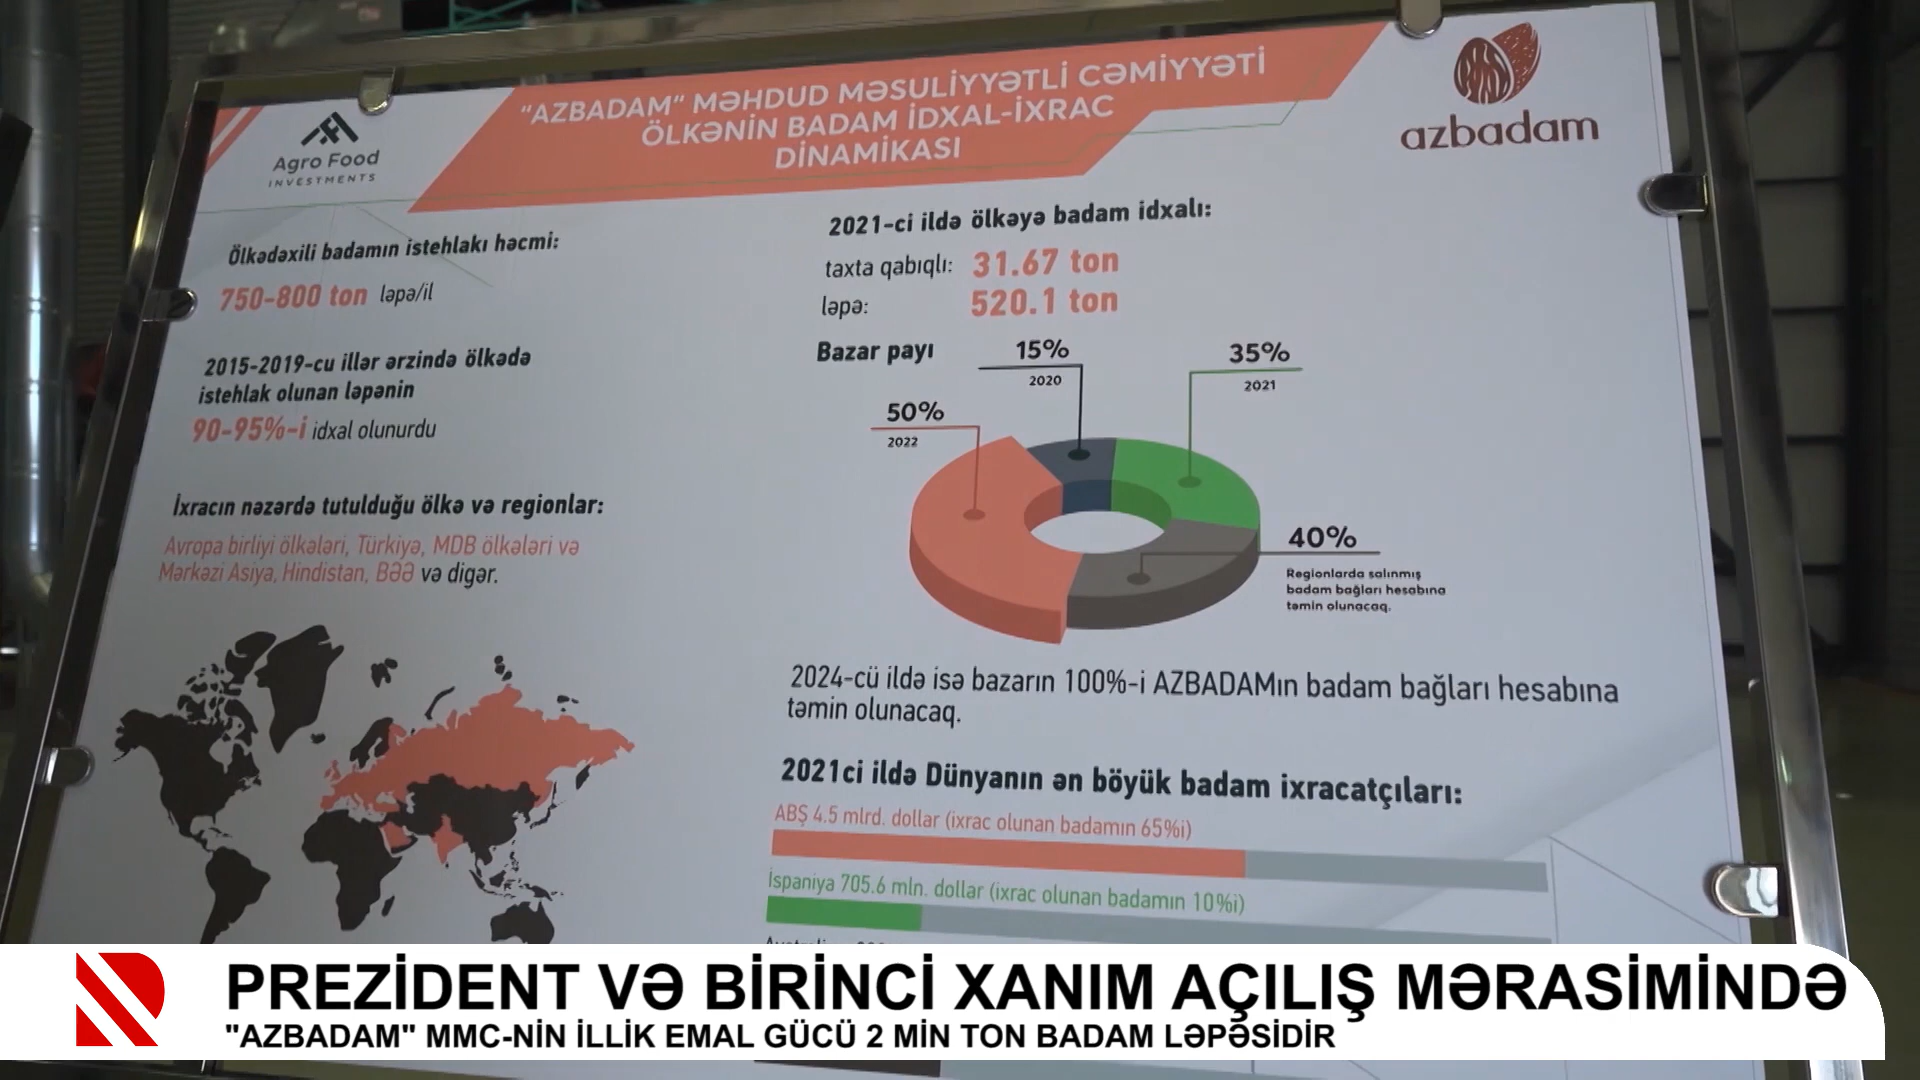 Agro Food
INVESTMENTS
"AZBADAM" MƏHDUD MƏSULİYYƏTLİ CƏMİYYƏTİ
ÖLKƏNİN BADAM İDXAL-İXRAC
DİNAMİKASI
azbadam
Ölkədəxili badamın istehlakı həcmi:
750-800 ton ləpə/il
2015-2019-cu illər ərzində ölkədə
istehlak olunan ləpənin
90-95%-i idxal olunurdu
İxracın nəzərdə tutulduğu ölkə və regionlar:
Avropa birliyi ölkələri, Türkiyə, MDB ölkələri və
Mərkəzi Asiya, Hindistan, BƏƏ və digər.
2021-ci ildə ölkəyə badam idxalı:
taxta qabıqlı: 31.67 ton
ləpə: 520.1 ton
Bazar payı
15%
2020
35%
2021
50%
2022
40%
Regionlarda salınmış
badam bağları hesabına
təmin olunacaq.
2024-cü ildə isə bazarın 100%-i AZBADAMın badam bağları hesabına
təmin olunacaq.
2021ci ildə Dünyanın ən böyük badam ixracatçıları:
ABŞ 4.5 mlrd. dollar (ixrac olunan badamın 65%i)
İspaniya 705.6 mln. dollar (ixrac olunan badamın 10%i)
PREZİDENT VƏ BİRİNCİ XANIM AÇILIŞ MƏRASİMİNDƏ
"AZBADAM" MMC-NİN İLLİK EMAL GÜCÜ 2 MİN TON BADAM LƏPƏSİDİR